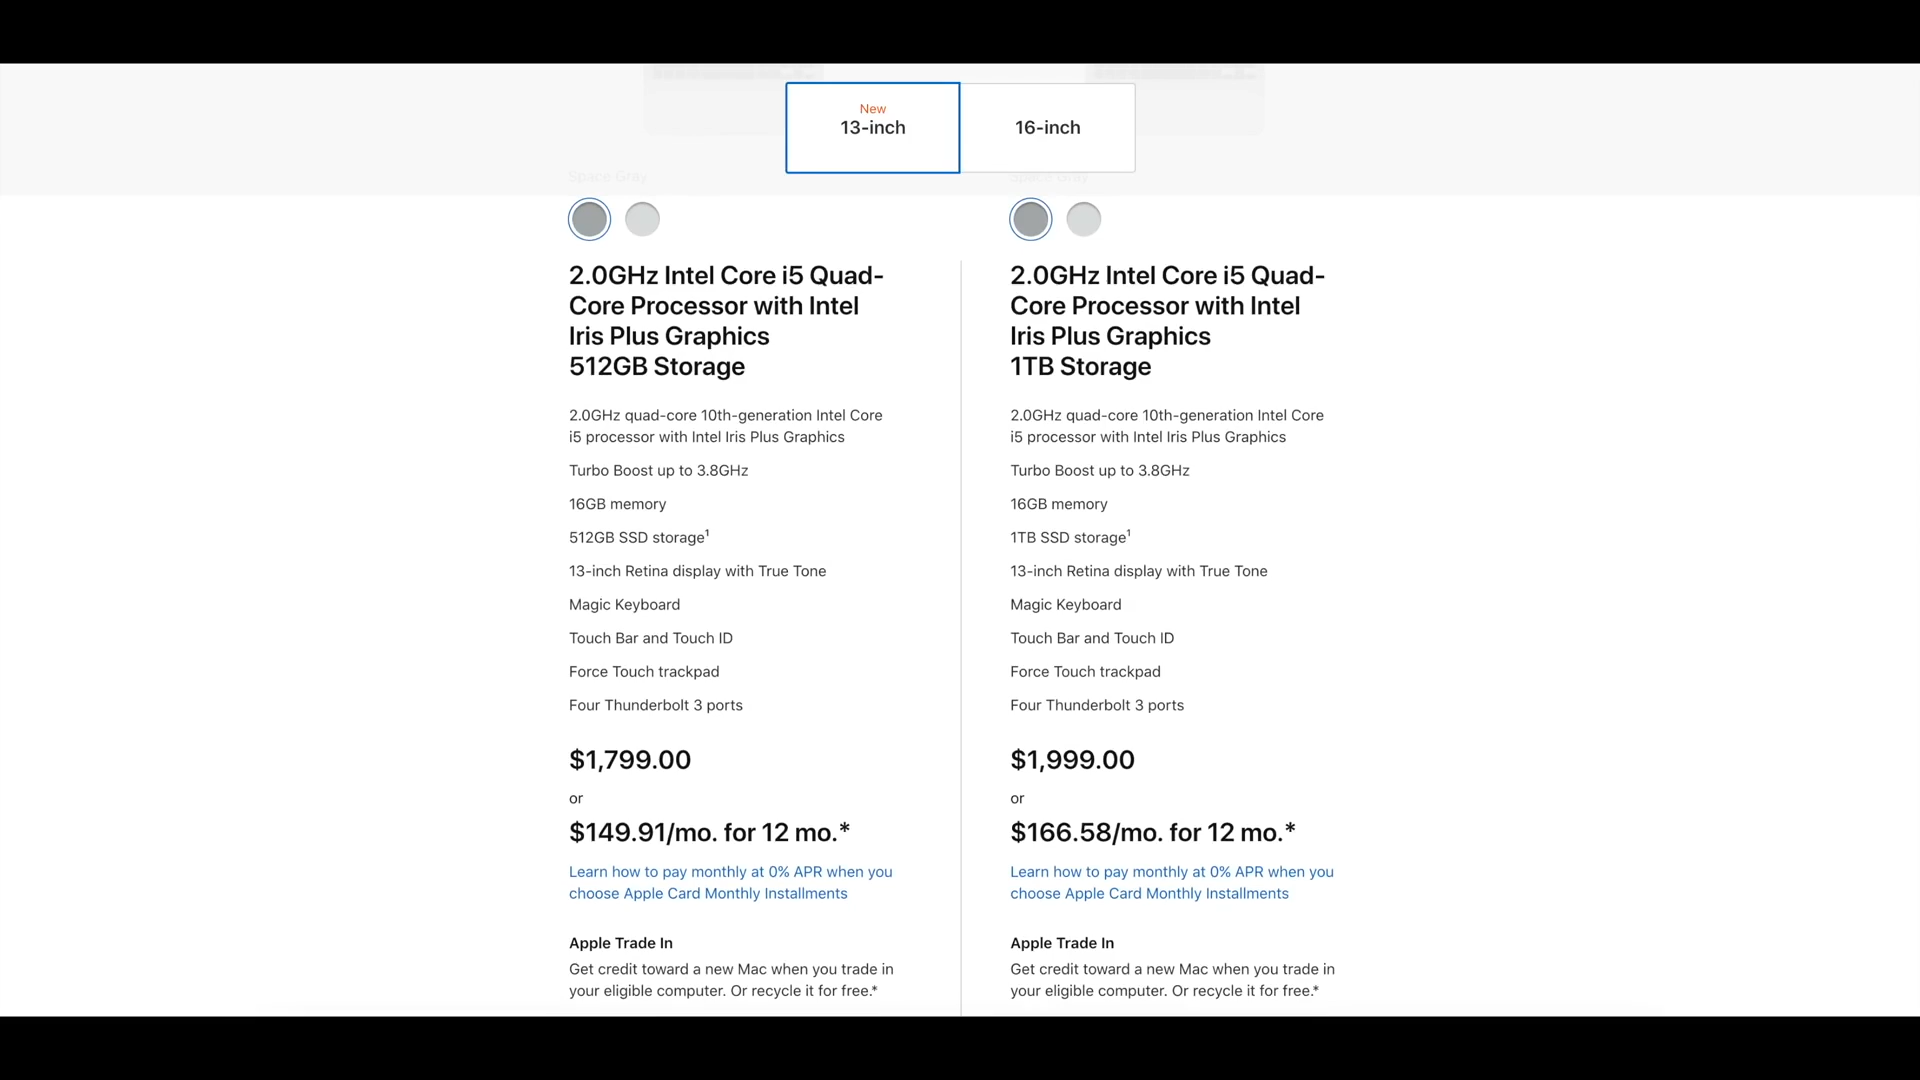 New
13-inch
16-inch
Space Gray
Space Gray
2.0GHz Intel Core i5 Quad-
Core Processor with Intel
Iris Plus Graphics
512GB Storage
2.0GHz quad-core 10th-generation Intel Core
i5 processor with Intel Iris Plus Graphics
Turbo Boost up to 3.8GHz
16GB memory
512GB SSD storage¹
13-inch Retina display with True Tone
Magic Keyboard
Touch Bar and Touch ID
Force Touch trackpad
Four Thunderbolt 3 ports
$1,799.00
or
$149.91/mo. for 12 mo.*
Learn how to pay monthly at 0% APR when you
choose Apple Card Monthly Installments
Apple Trade In
Get credit toward a new Mac when you trade in
your eligible computer. Or recycle it for free.*
2.0GHz Intel Core i5 Quad-
Core Processor with Intel
Iris Plus Graphics
1TB Storage
2.0GHz quad-core 10th-generation Intel Core
i5 processor with Intel Iris Plus Graphics
Turbo Boost up to 3.8GHz
16GB memory
1TB SSD storage¹
13-inch Retina display with True Tone
Magic Keyboard
Touch Bar and Touch ID
Force Touch trackpad
Four Thunderbolt 3 ports
$1,999.00
or
$166.58/mo. for 12 mo.*
Learn how to pay monthly at 0% APR when you
choose Apple Card Monthly Installments
Apple Trade In
Get credit toward a new Mac when you trade in
your eligible computer. Or recycle it for free.*